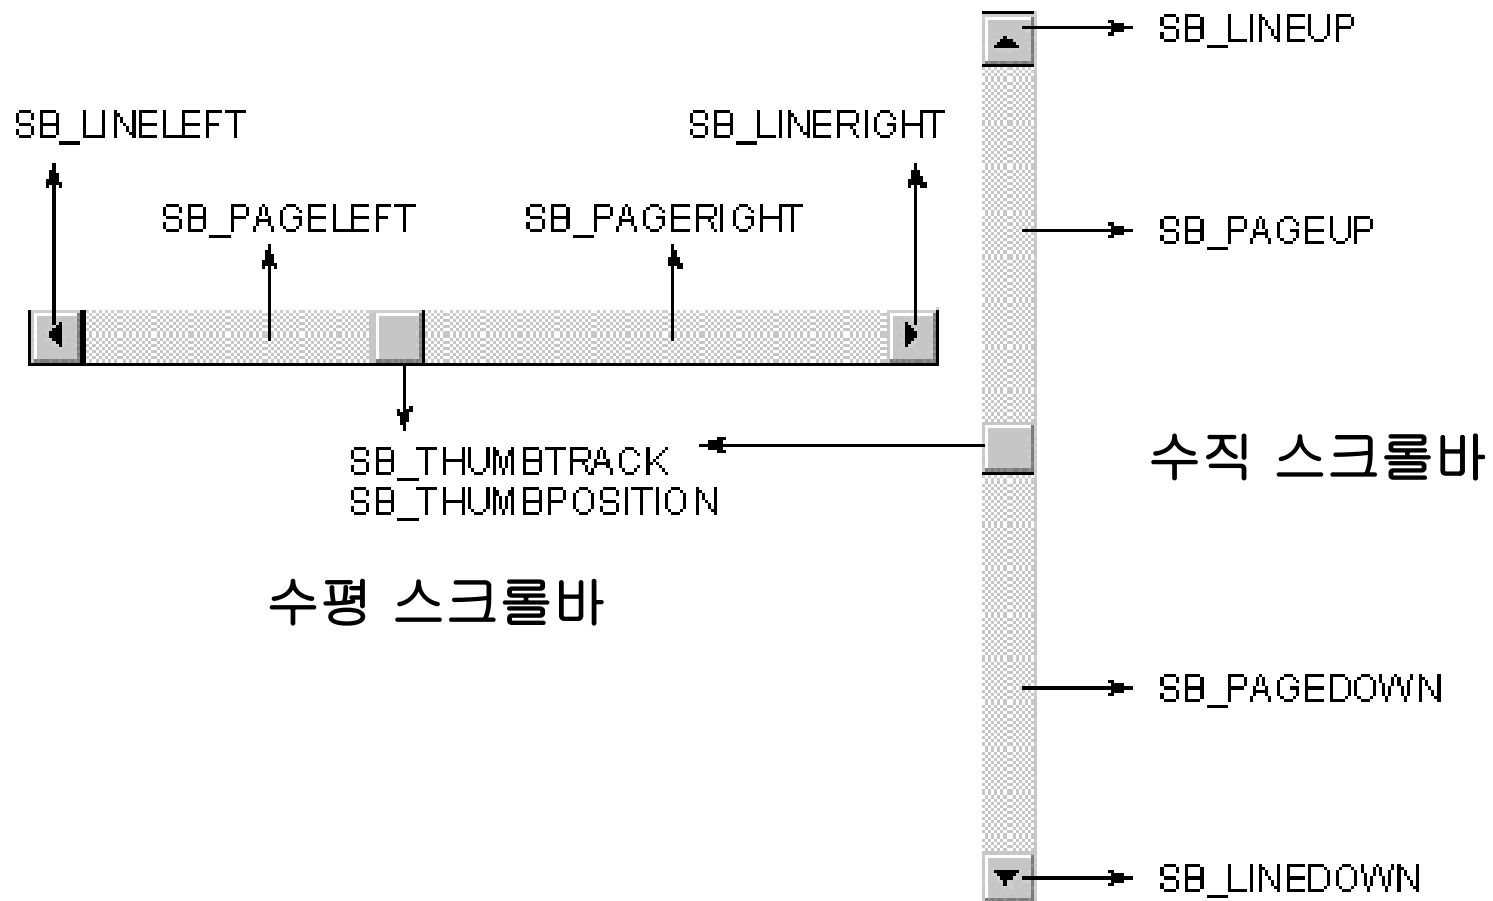 SB_LINEUP
SB_LINELEFT
SB_LINERIGHT
SB_PAGELEFT
SB_PAGERIGHT
SB_PAGEUP
SB_THUMBTRACK
SB_THUMBPOSITION
수직 스크롤바
수평 스크롤바
SB_PAGEDOWN
SB_LINEDOWN